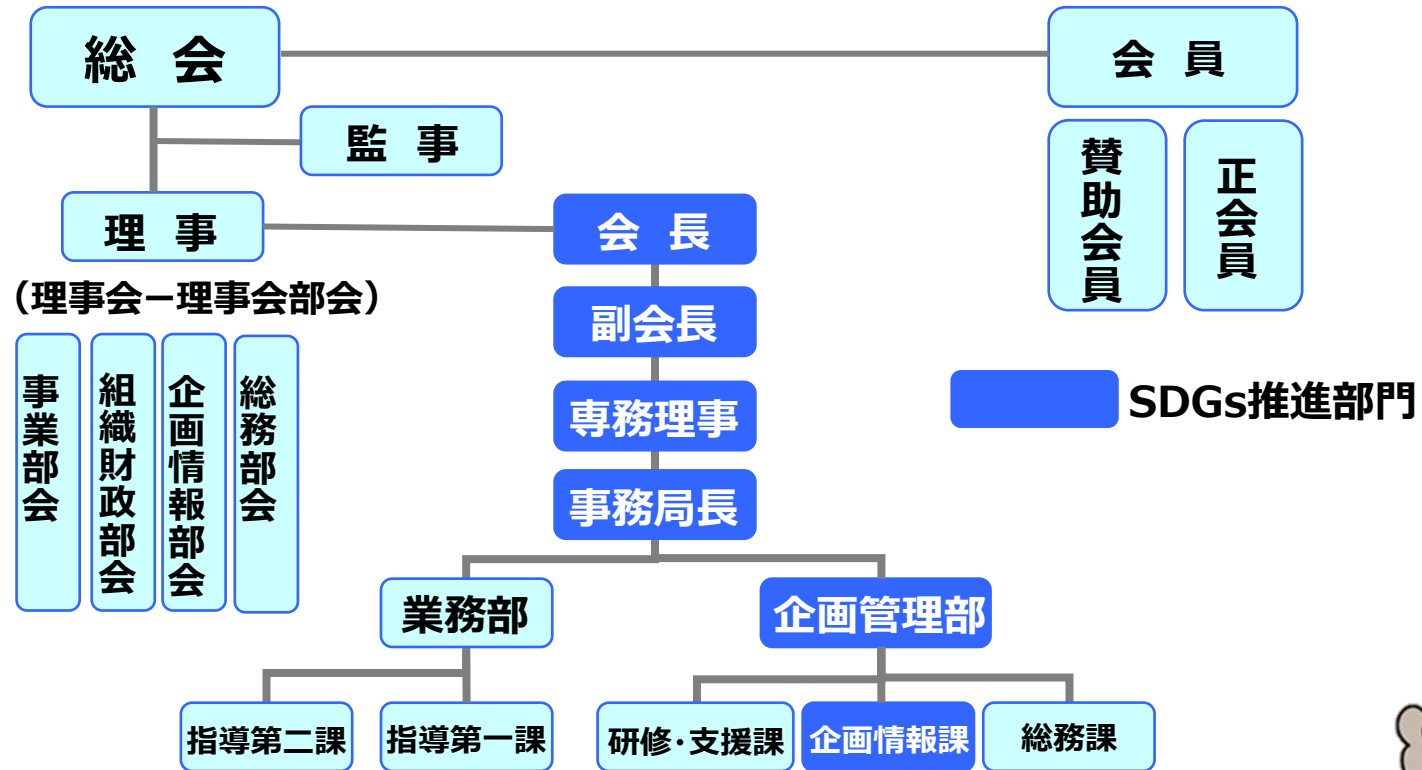 総 会
会 員
監 事
賛助会員
正会員
理 事
会 長
(理事会ー理事会部会)
副会長
事業部会
組織財政部会
企画情報部会
総務部会
専務理事
SDGs推進部門
事務局長
業務部
企画管理部
指導第二課
指導第一課
研修・支援課
企画情報課
総務課